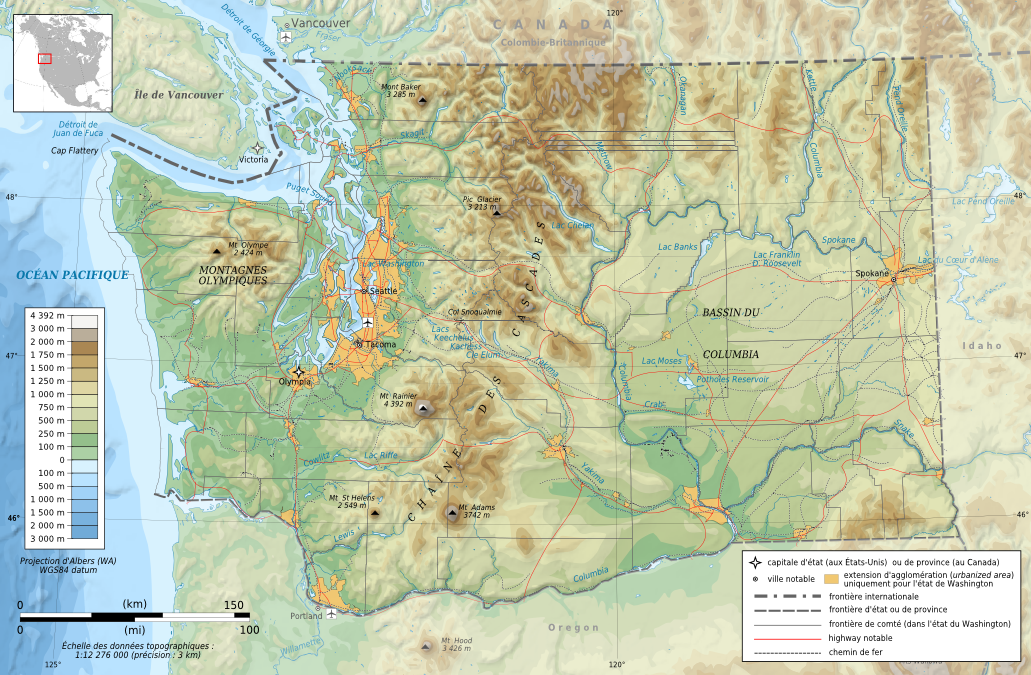 120°
CANADA
Colombie-Britannique
Vancouver
Fraser
Détroit de Géorgie
Île de Vancouver
Détroit de
Juan de Fuca
Cap Flattery
Victoria
Nooksack
Mont Baker
3 285 m
Skagit
Okanagan
Methow
Kettle
Columbia
Pend Oreille
48°
48°
Puget Sound
Pic Glacier
3 213 m
Lac Chelan
Lac Pend Oreille
Mt Olympe
2 424 m
MONTAGNES
OLYMPIQUES
OCÉAN PACIFIQUE
Lac Washington
Seattle
Lac Banks
Lac Franklin
D. Roosevelt
Spokane
Spokane
Lac du Cœur d'Alène
CHAÎNE DES CASCADES
Col Snoqualmie
Lacs
Keechelus
Kachess
Cle Elum
Yakima
BASSIN DU
COLUMBIA
Idaho
47°
47°
Tacoma
Olympia
Lac Moses
Potholes Reservoir
Columbia
Crab
Snake
Mt Rainier
4 392 m
Cowlitz
Lac Riffe
Yakima
Mt St Helens
2 549 m
Mt Adams
3742 m
46°
46°
Lewis
Columbia
Portland
Willamette
Mt Hood
3 426 m
Oregon
125°
120°
4 392 m
3 000 m
2 000 m
1 750 m
1 500 m
1 250 m
1 000 m
750 m
500 m
250 m
100 m
0
100 m
500 m
1 000 m
1 500 m
2 000 m
3 000 m
Projection d'Albers (WA)
WGS84 datum
0 (km) 150
0 (mi) 100
Échelle des données topographiques :
1:12 276 000 (précision : 3 km)
capitale d'état (aux États-Unis) ou de province (au Canada)
ville notable
extension d'agglomération (urbanized area)
uniquement pour l'état de Washington
frontière internationale
frontière d'état ou de province
frontière de comté (dans l'état du Washington)
highway notable
chemin de fer